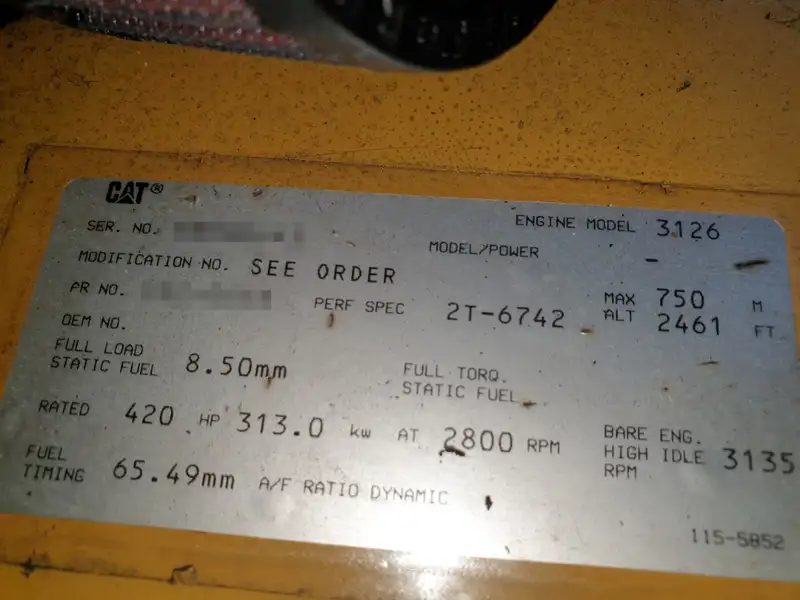 CAT®
SER. NO.
ENGINE MODEL 3126
MODIFICATION NO. SEE ORDER
MODEL/POWER -
AR NO.
PERF SPEC 2T-6742
MAX ALT 750 M
2461 FT
OEM NO.
FULL LOAD
STATIC FUEL 8.50mm
FULL TORQ.
STATIC FUEL
RATED 420 HP 313.0 kw AT 2800 RPM
BARE ENG.
HIGH IDLE 3135
RPM
FUEL
TIMING 65.49mm A/F RATIO DYNAMIC
115-5852